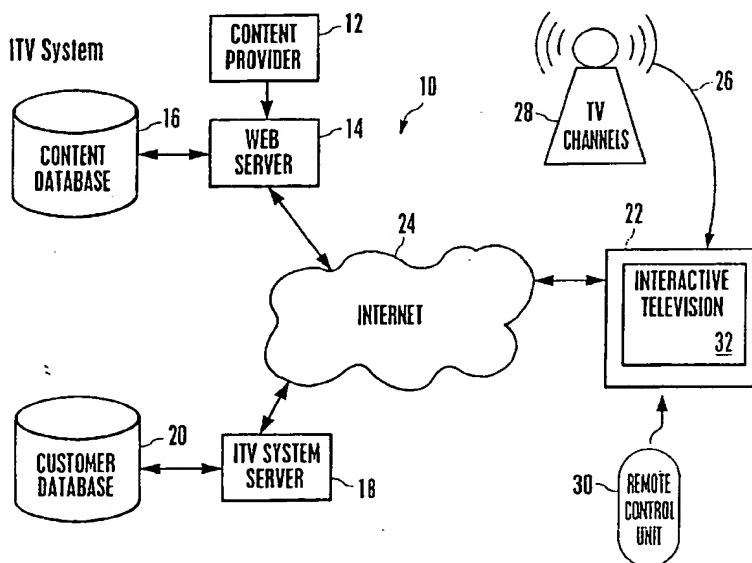 ITV System
12
CONTENT
PROVIDER
10
16
CONTENT
DATABASE
WEB
SERVER
14
28
TV
CHANNELS
26
24
INTERNET
22
INTERACTIVE
TELEVISION
32
20
CUSTOMER
DATABASE
ITV SYSTEM
SERVER
18
30
REMOTE
CONTROL
UNIT